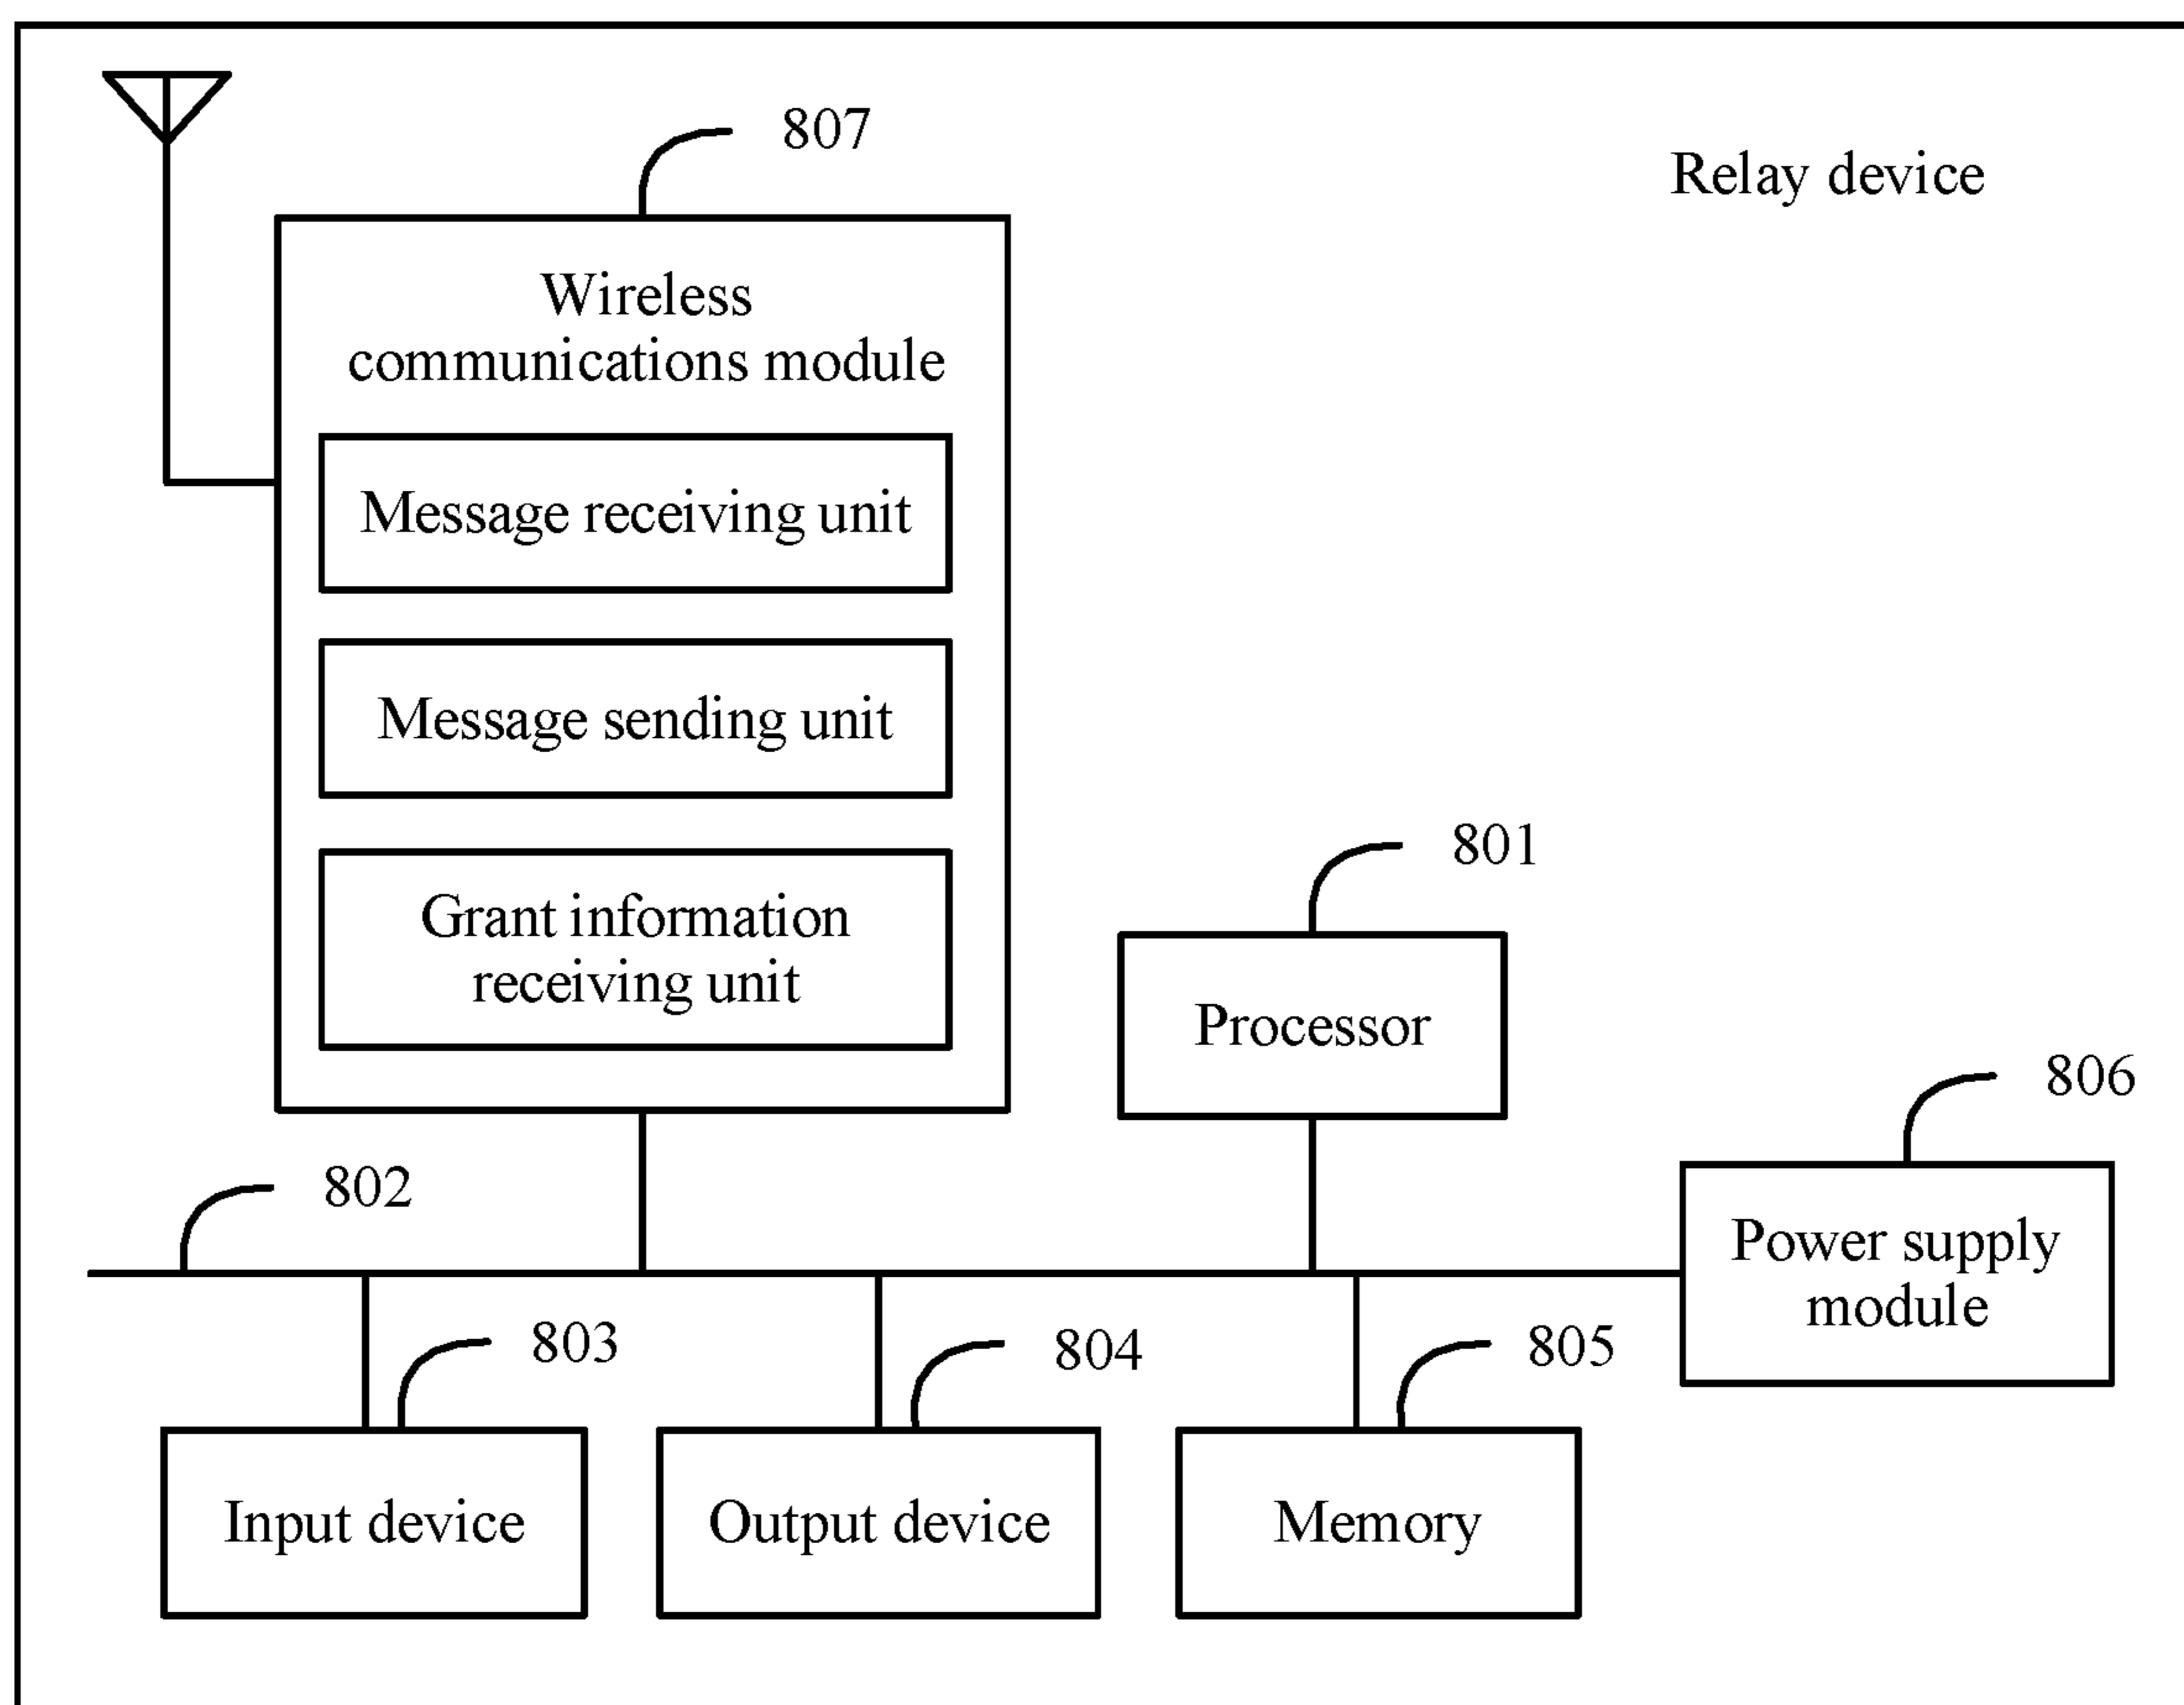 807
Relay device
Wireless
communications module
Message receiving unit
Message sending unit
Grant information
receiving unit
801
Processor
806
Power supply
module
802
803
804
805
Input device
Output device
Memory